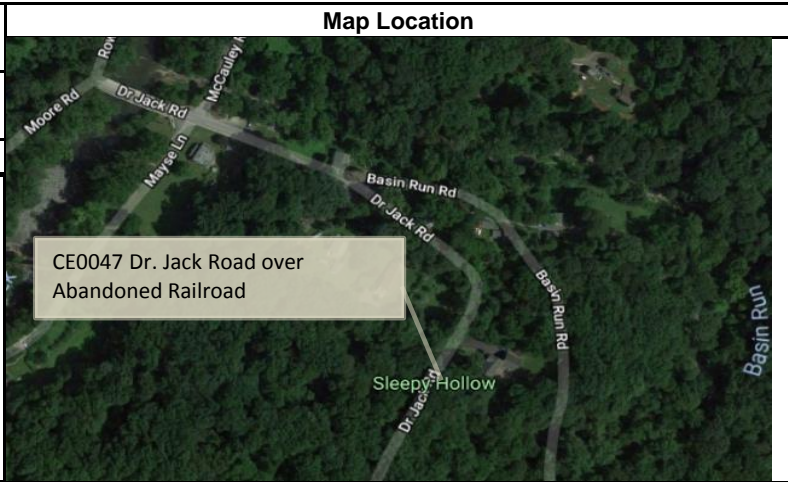 Map Location
Row
McCauley R
Moore Rd
Dr Jack Rd
Mayse Ln
Basin Run Rd
Dr Jack Rd
CE0047 Dr. Jack Road over
Abandoned Railroad
Basin Run Rd
Basin Run
Sleepy Hollow
Dr Jack Rd